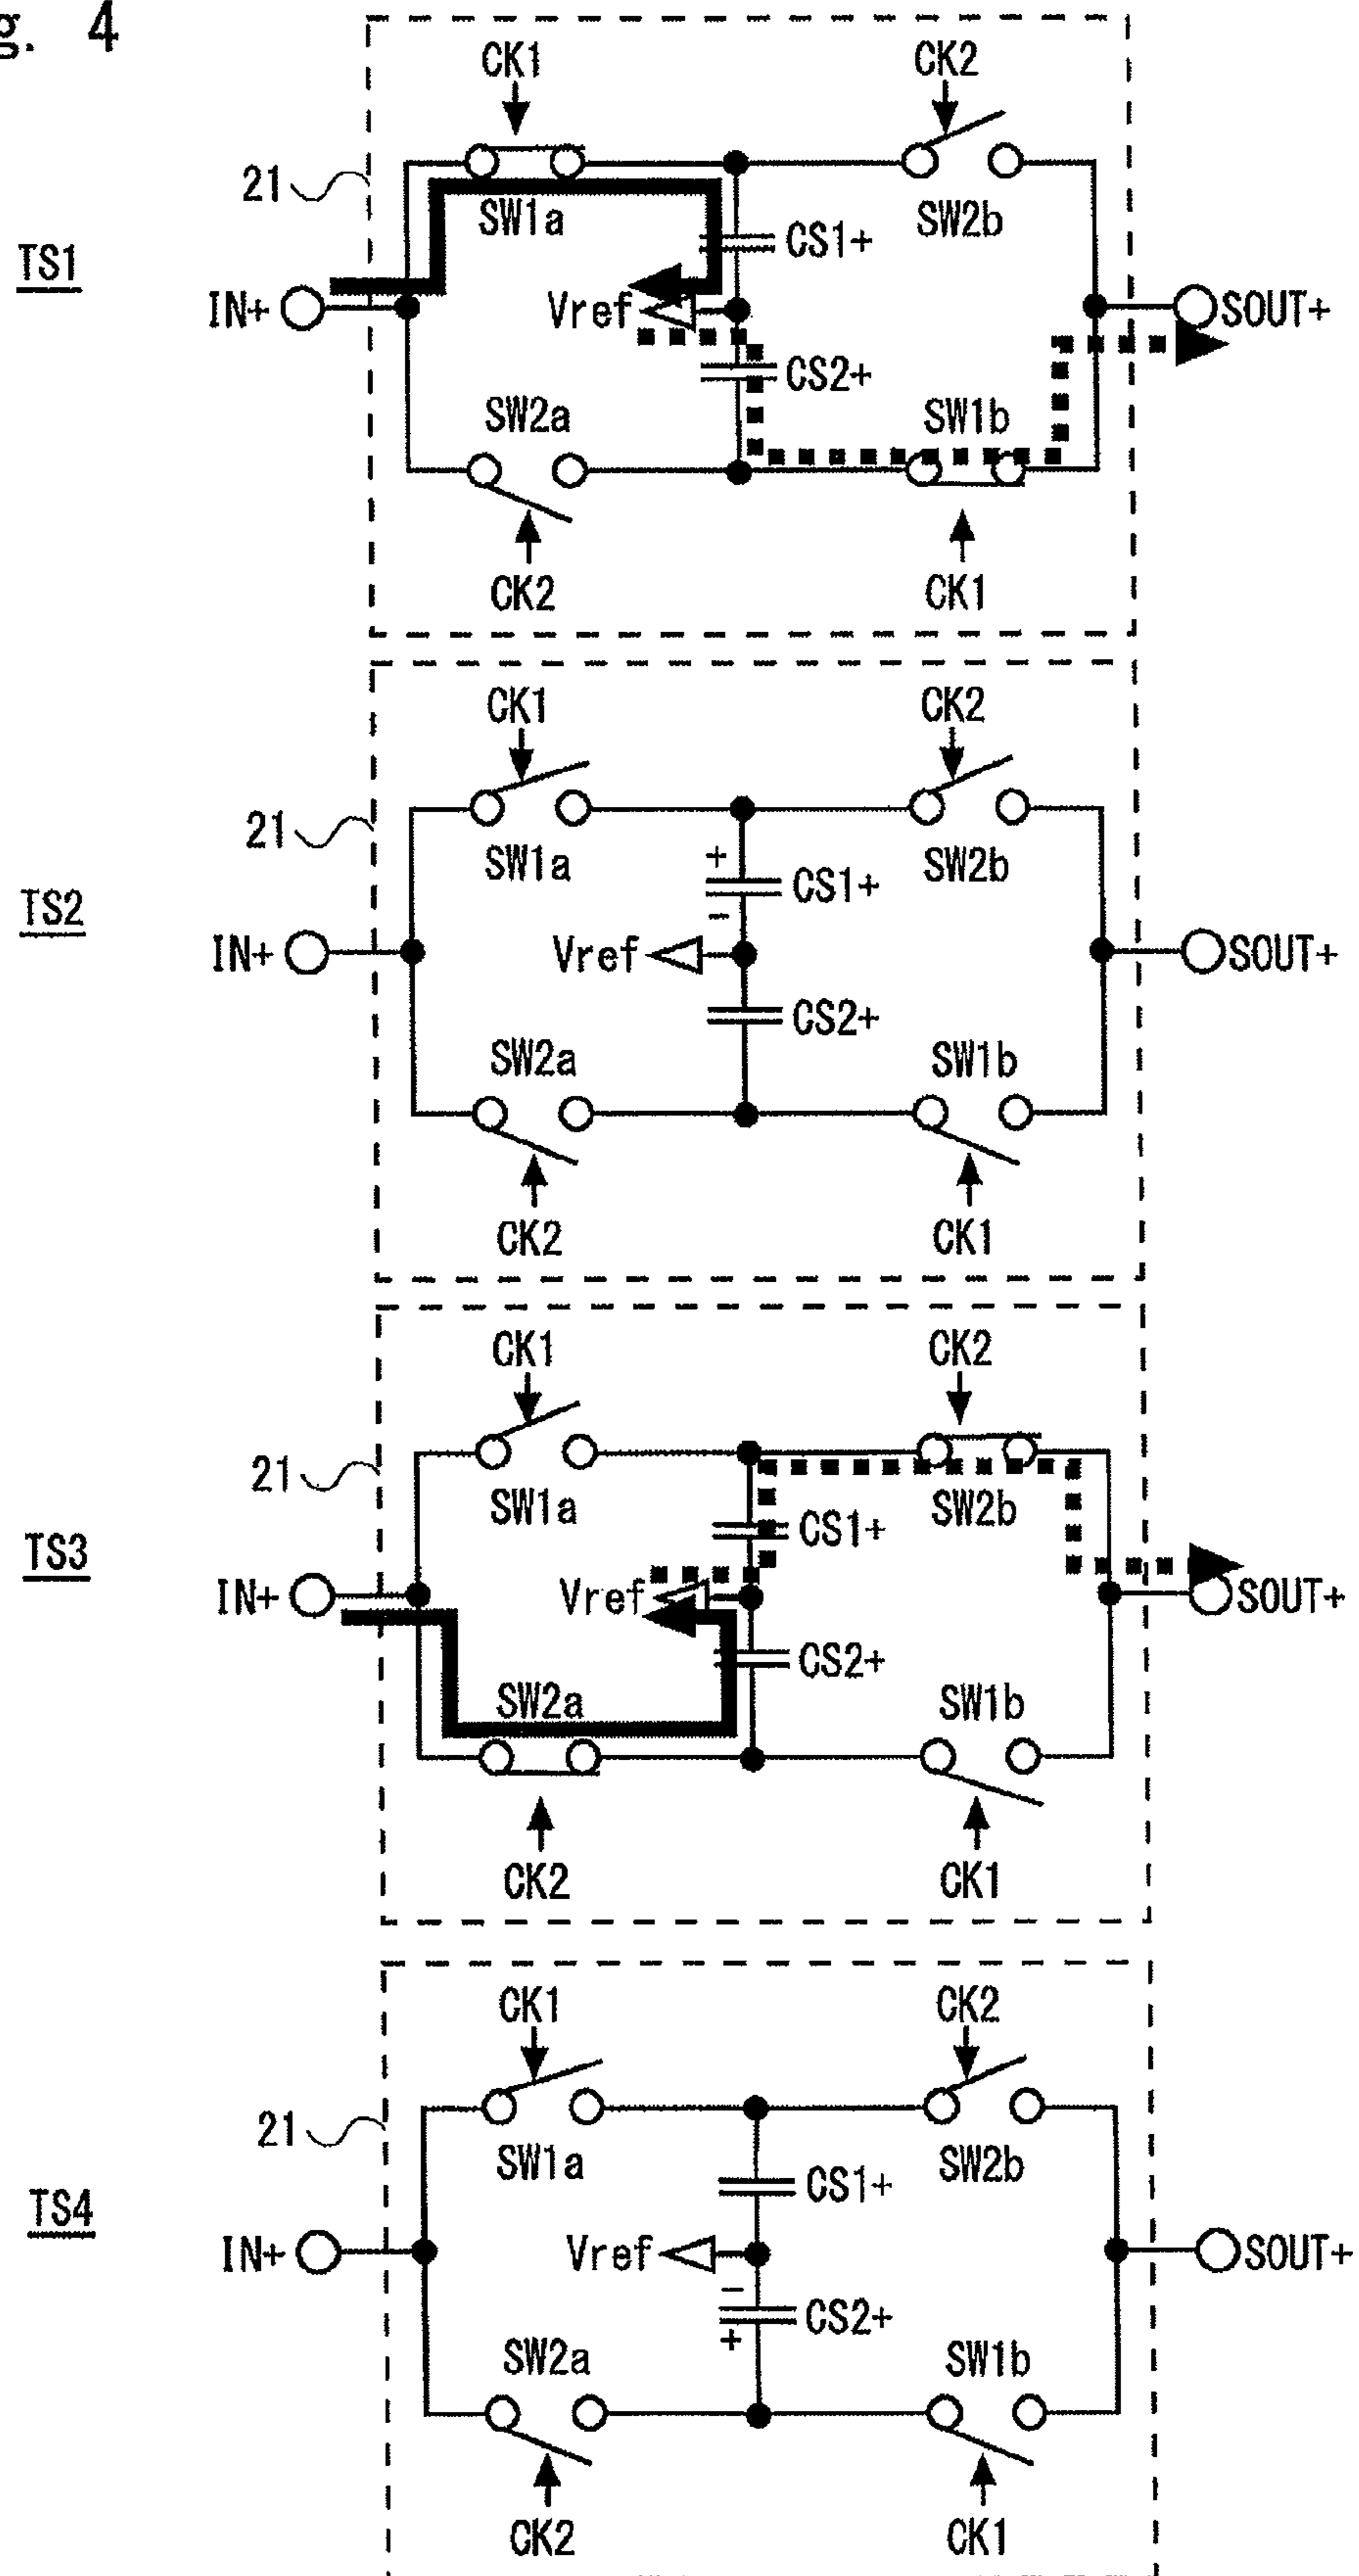 g. 4
CK1
CK2
21
SW1a
SW2b
CS1+
TS1
IN+
Vref
SOUT+
CS2+
SW2a
SW1b
CK2
CK1
CK1
CK2
21
SW1a
SW2b
+
CS1+
TS2
−
IN+
Vref
SOUT+
CS2+
SW2a
SW1b
CK2
CK1
CK1
CK2
21
SW1a
SW2b
CS1+
TS3
IN+
Vref
SOUT+
CS2+
SW2a
SW1b
CK2
CK1
CK1
CK2
21
SW1a
SW2b
CS1+
TS4
IN+
Vref
SOUT+
−
CS2+
+
SW2a
SW1b
CK2
CK1